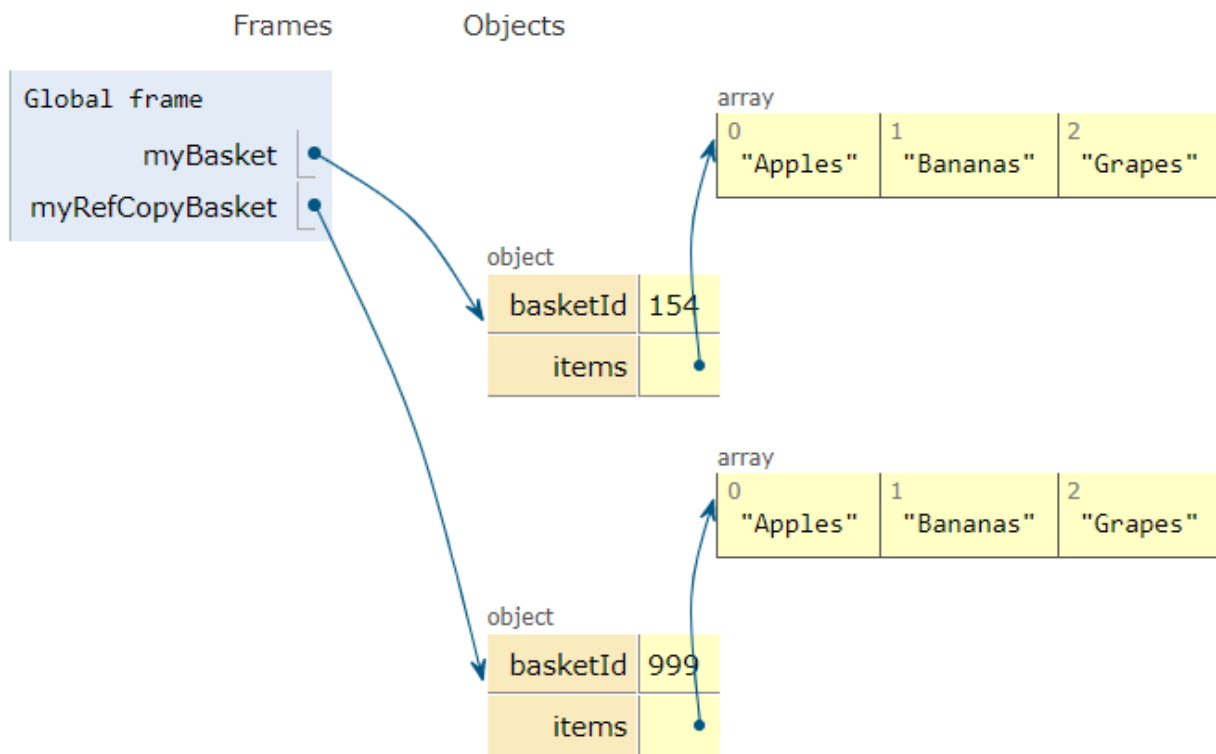 Frames Objects
Global frame
myBasket
myRefCopyBasket
array
0 1 2
"Apples" "Bananas" "Grapes"
object
basketId 154
items
array
0 1 2
"Apples" "Bananas" "Grapes"
object
basketId 999
items